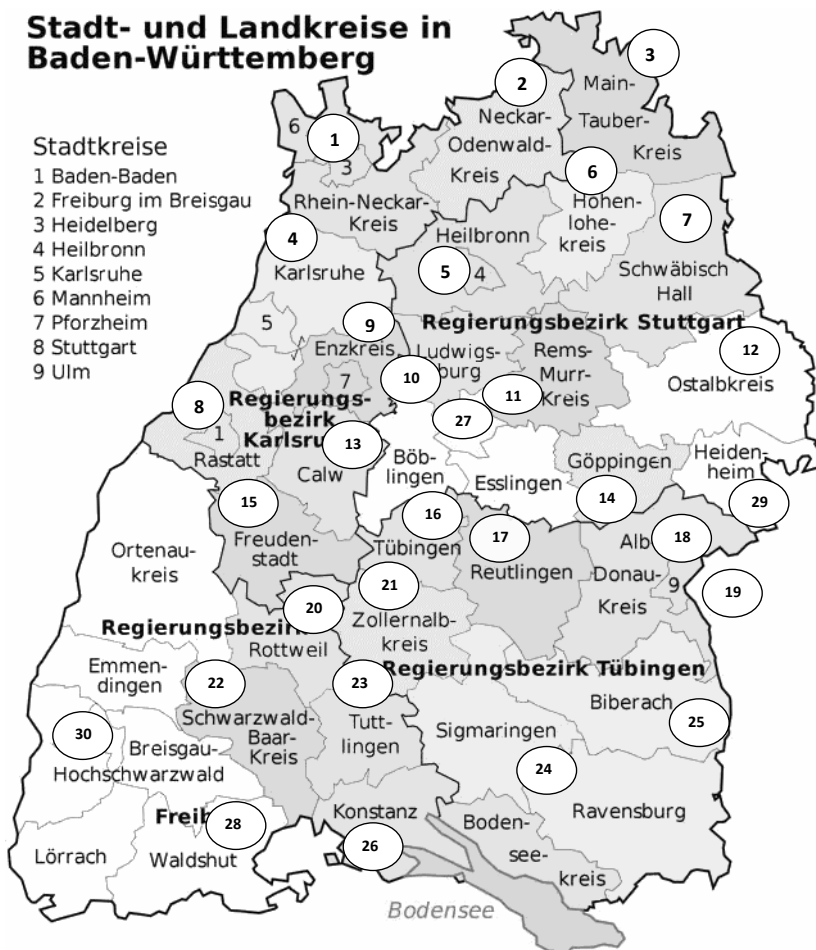 Stadt- und Landkreise in
Baden-Württemberg
Stadtkreise
1 Baden-Baden
2 Freiburg im Breisgau
3 Heidelberg
4 Heilbronn
5 Karlsruhe
6 Mannheim
7 Pforzheim
8 Stuttgart
9 Ulm
3
2
Main-
Tauber-
Kreis
6
1
3
Neckar-
Odenwald-
Kreis
6
Rhein-Neckar-
Kreis
Hohen-
lohe-
kreis
7
4
Heilbronn
Karlsruhe
5
4
Schwäbisch
Hall
5
9
Regierungsbezirk Stuttgart
Enzkreis
Ludwigs-
burg
Rems-
Murr-
Kreis
12
Ostalbkreis
7
10
11
8
Regierungs-
bezirk
Karlsru
27
1
Rastatt
13
Calw
Böb-
lingen
Esslingen
Göppingen
Heiden-
heim
15
16
14
29
Freuden-
stadt
Tübingen
17
Reutlingen
Alb
18
Donau-
Kreis
9
19
Ortenau-
kreis
21
20
Zollernalb-
kreis
Regierungsbezirk
Rottweil
Emmen-
dingen
22
23
Regierungsbezirk Tübingen
Biberach
25
Schwarzwald-
Baar-
Kreis
Tutt-
lingen
Sigmaringen
30
Breisgau-
Hochschwarzwald
24
Freib
28
Konstanz
Boden-
see-
kreis
Ravensburg
Lörrach
Waldshut
26
Bodensee